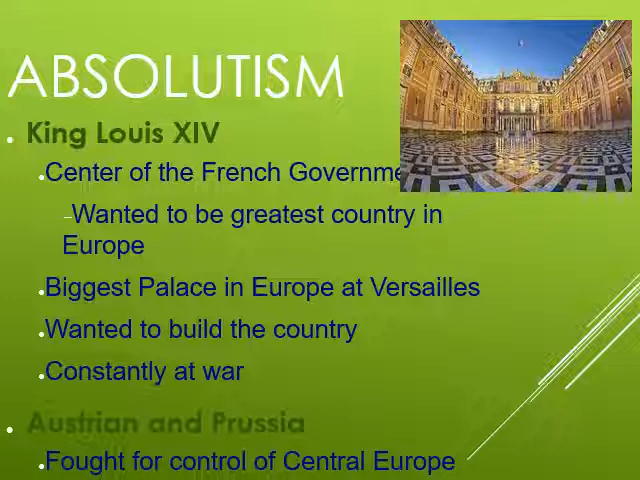 ABSOLUTISM
King Louis XIV
Center of the French Governme
–Wanted to be greatest country in
Europe
Biggest Palace in Europe at Versailles
Wanted to build the country
Constantly at war
Austrian and Prussia
Fought for control of Central Europe